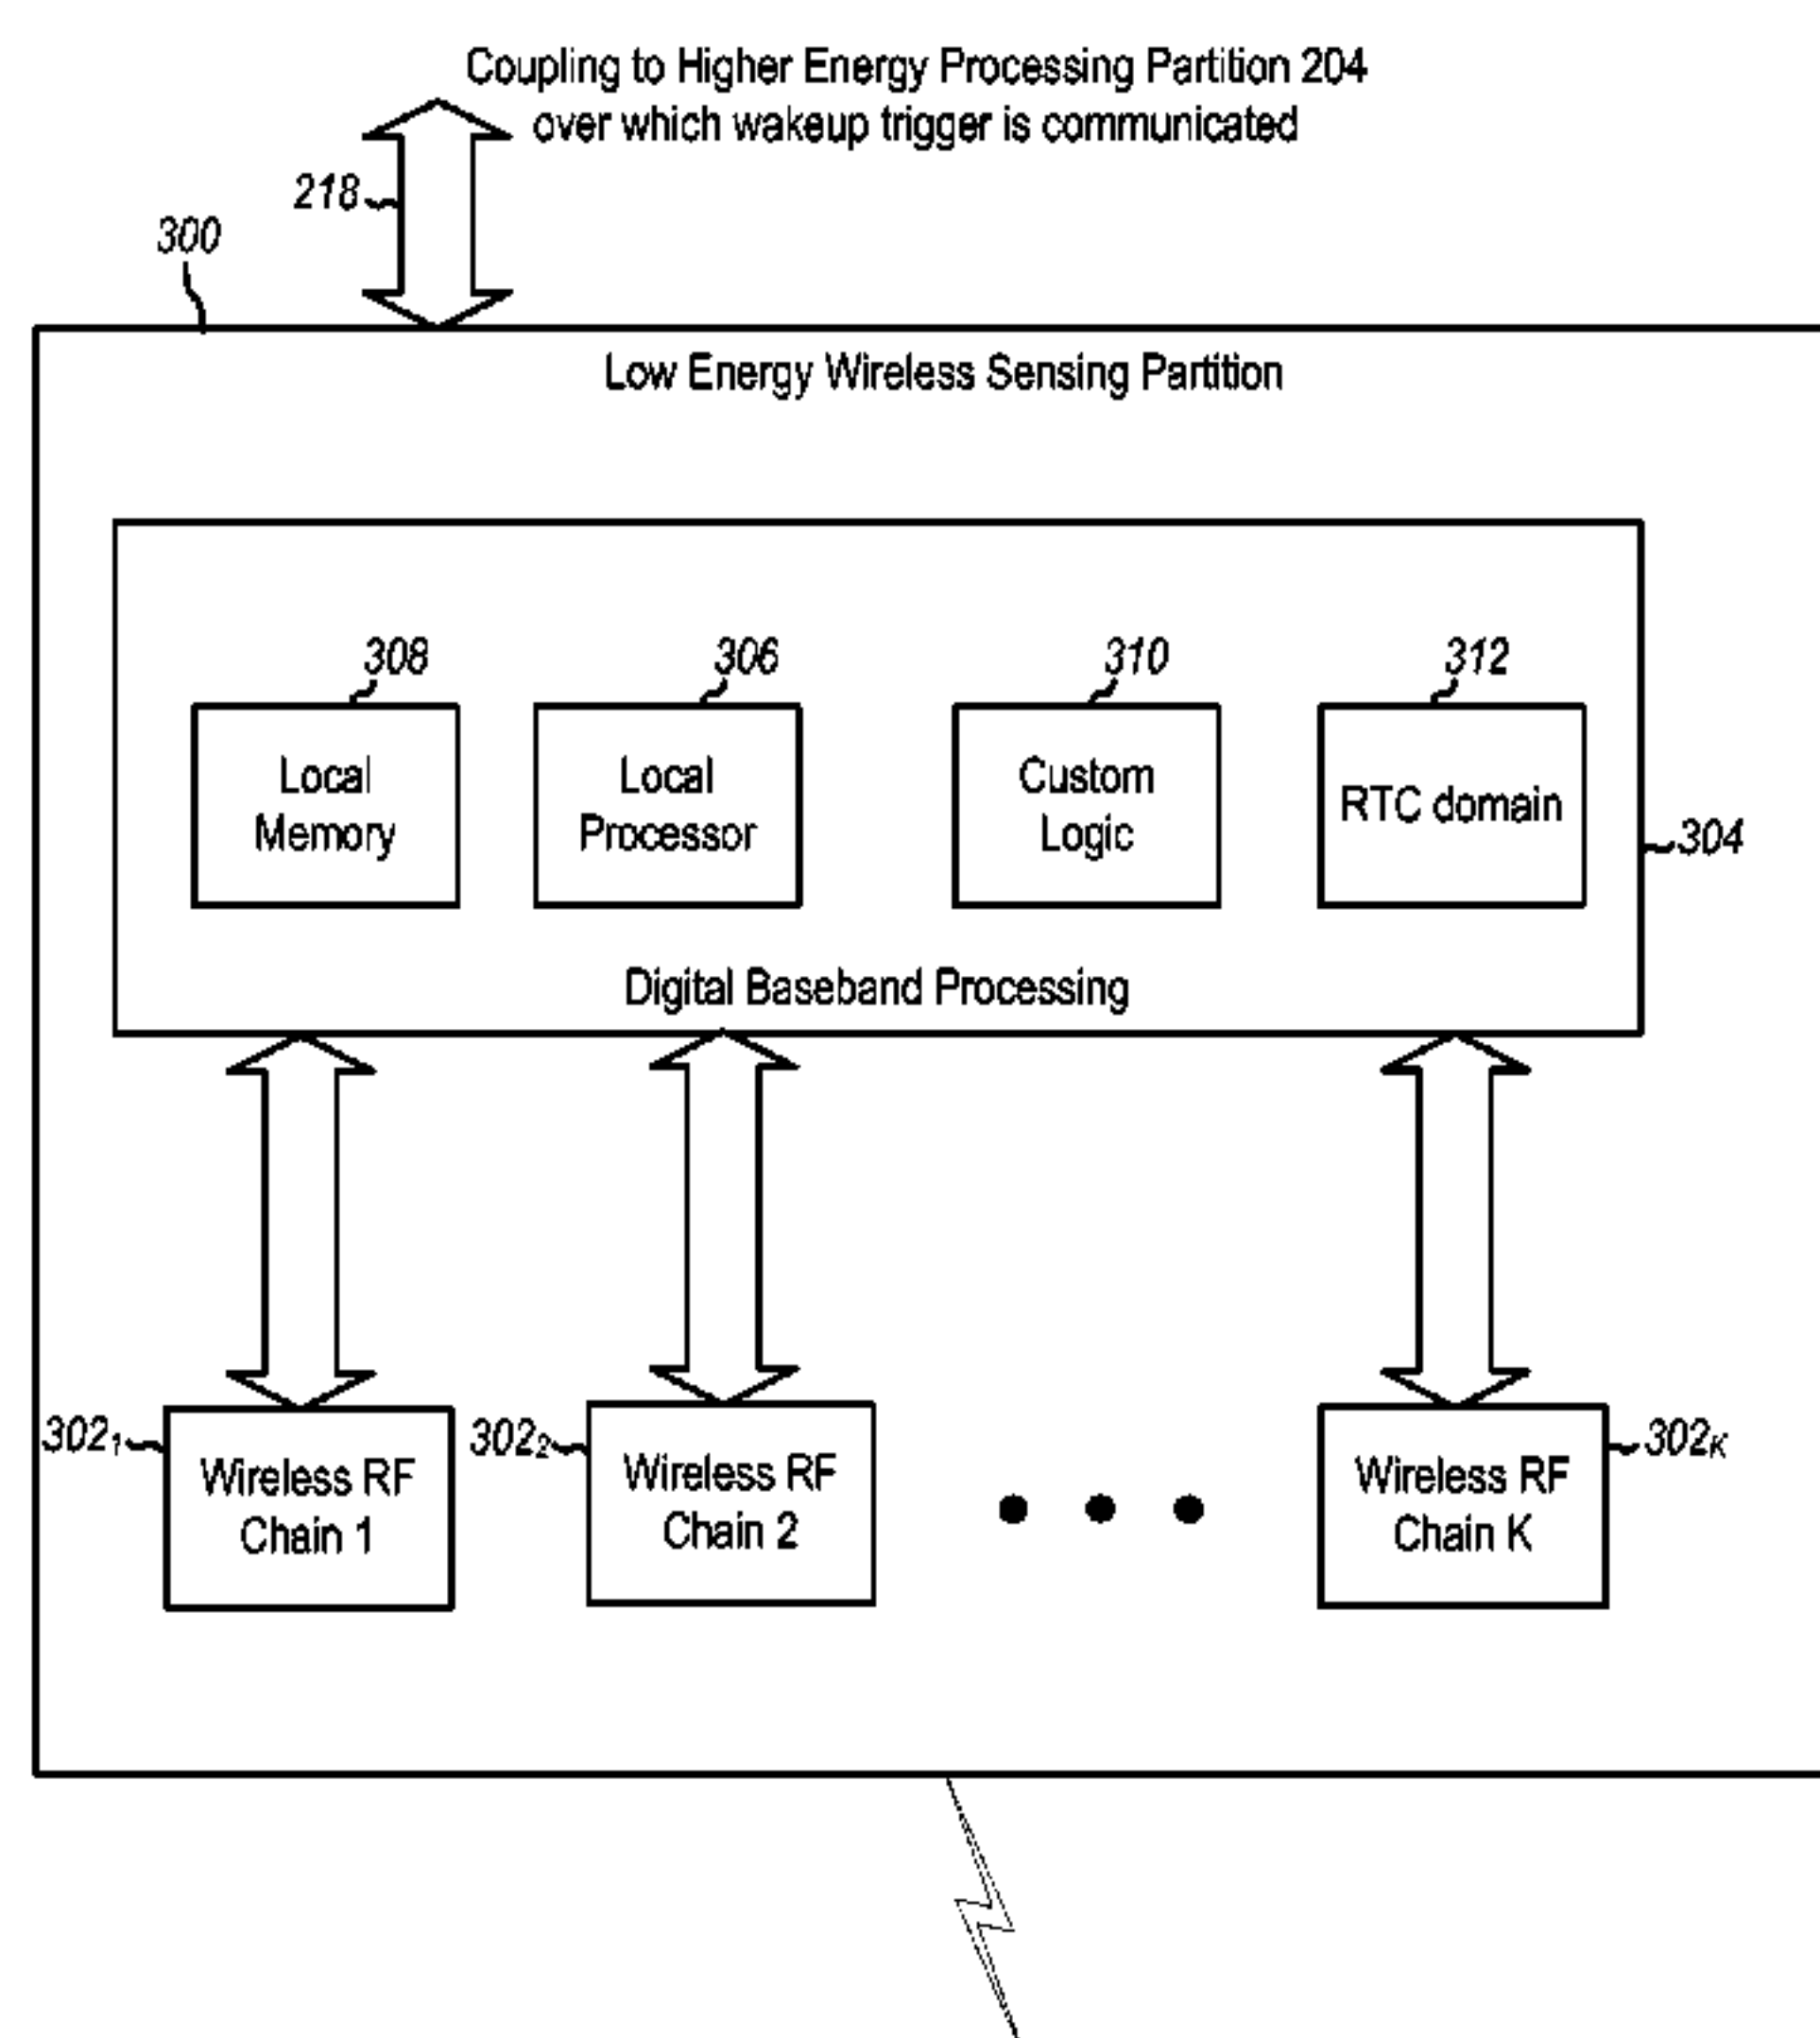 Coupling to Higher Energy Processing Partition 204
over which wakeup trigger is communicated
218
300
Low Energy Wireless Sensing Partition
308
306
310
312
Local
Memory
Local
Processor
Custom
Logic
RTC domain
304
Digital Baseband Processing
302₁
Wireless RF
Chain 1
302₂
Wireless RF
Chain 2
Wireless RF
Chain K
302ₖ